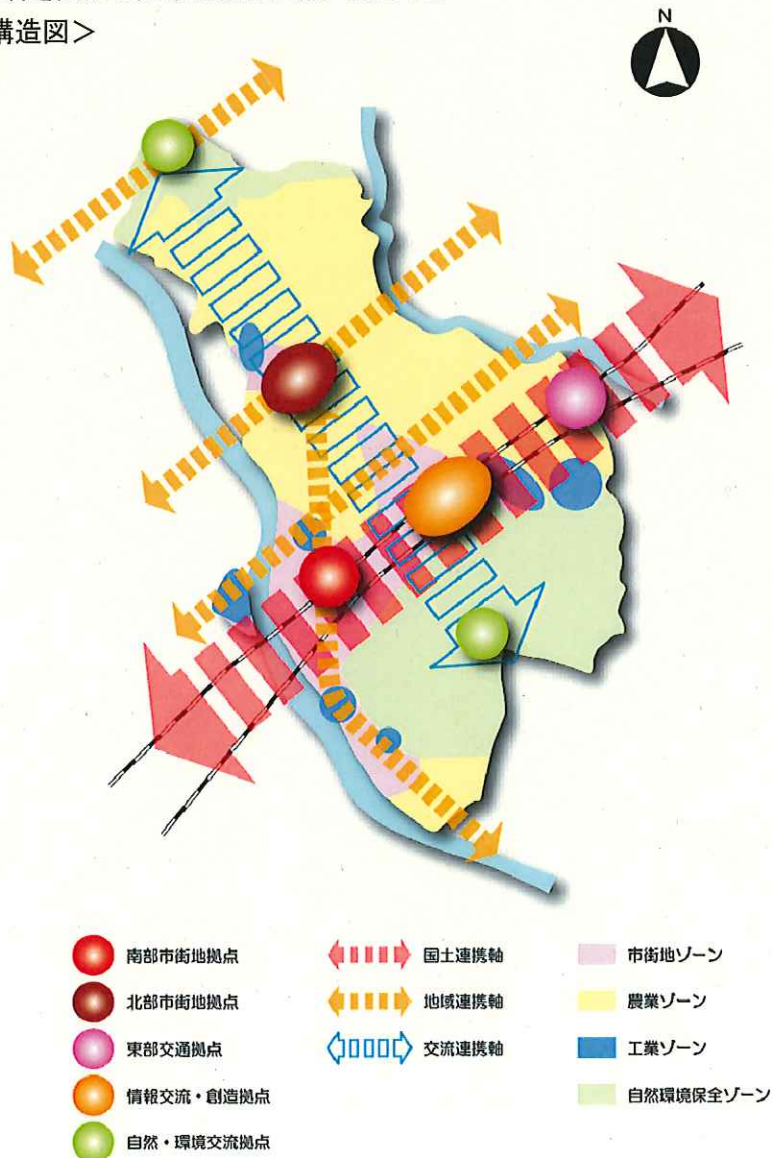 構造図＞
N
南部市街地拠点
北部市街地拠点
東部交通拠点
情報交流・創造拠点
自然・環境交流拠点
国土連携軸
地域連携軸
交流連携軸
市街地ゾーン
農業ゾーン
工業ゾーン
自然環境保全ゾーン